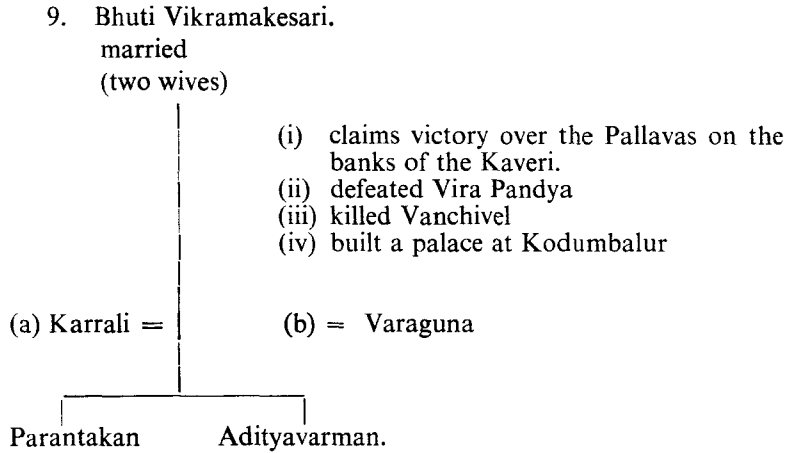 9. Bhuti Vikramakesari.
married
(two wives)
(i) claims victory over the Pallavas on the
banks of the Kaveri.
(ii) defeated Vira Pandya
(iii) killed Vanchivel
(iv) built a palace at Kodumbalur
(a) Karrali = (b) = Varaguna
Parantakan Adityavarman.